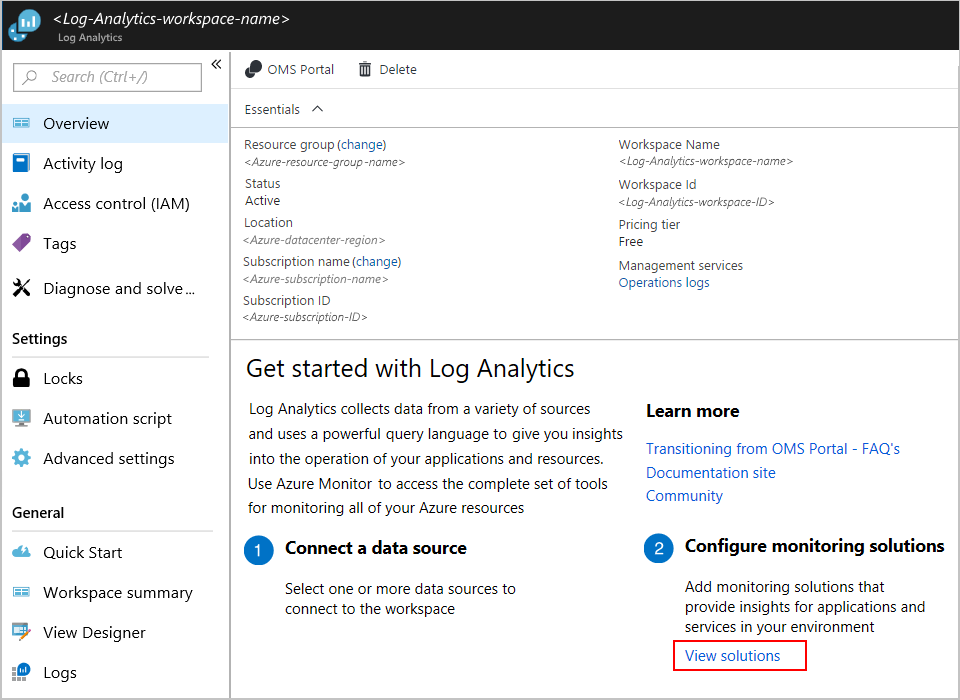 <Log-Analytics-workspace-name>
Log Analytics
Search (Ctrl+/)
«
Overview
Activity log
Access control (IAM)
Tags
Diagnose and solve...
Settings
Locks
Automation script
Advanced settings
General
Quick Start
Workspace summary
View Designer
Logs
OMS Portal
Delete
Essentials
Resource group (change)
<Azure-resource-group-name>
Status
Active
Location
<Azure-datacenter-region>
Subscription name (change)
<Azure-subscription-name>
Subscription ID
<Azure-subscription-ID>
Workspace Name
<Log-Analytics-workspace-name>
Workspace Id
<Log-Analytics-workspace-ID>
Pricing tier
Free
Management services
Operations logs
Get started with Log Analytics
Log Analytics collects data from a variety of sources
and uses a powerful query language to give you insights
into the operation of your applications and resources.
Use Azure Monitor to access the complete set of tools
for monitoring all of your Azure resources
Learn more
Transitioning from OMS Portal - FAQ's
Documentation site
Community
1 Connect a data source
Select one or more data sources to
connect to the workspace
2 Configure monitoring solutions
Add monitoring solutions that
provide insights for applications and
services in your environment
View solutions